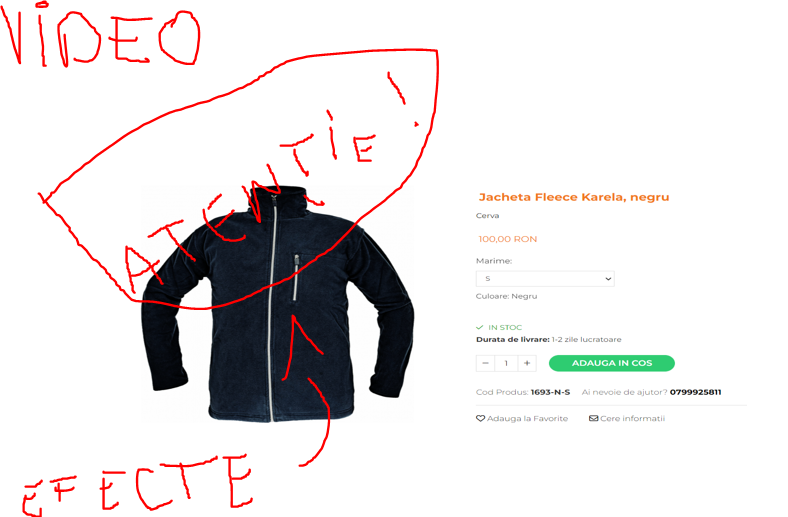 VIDEO
ATENȚIE!
Jacheta Fleece Karela, negru
Cerva
100,00 RON
Marime:
S
Culoare: Negru
IN STOC
Durata de livrare: 1-2 zile lucratoare
− 1 + ADAUGA IN COS
Cod Produs: 1693-N-S Ai nevoie de ajutor? 0799925811
Adauga la Favorite Cere informatii
EFECTE